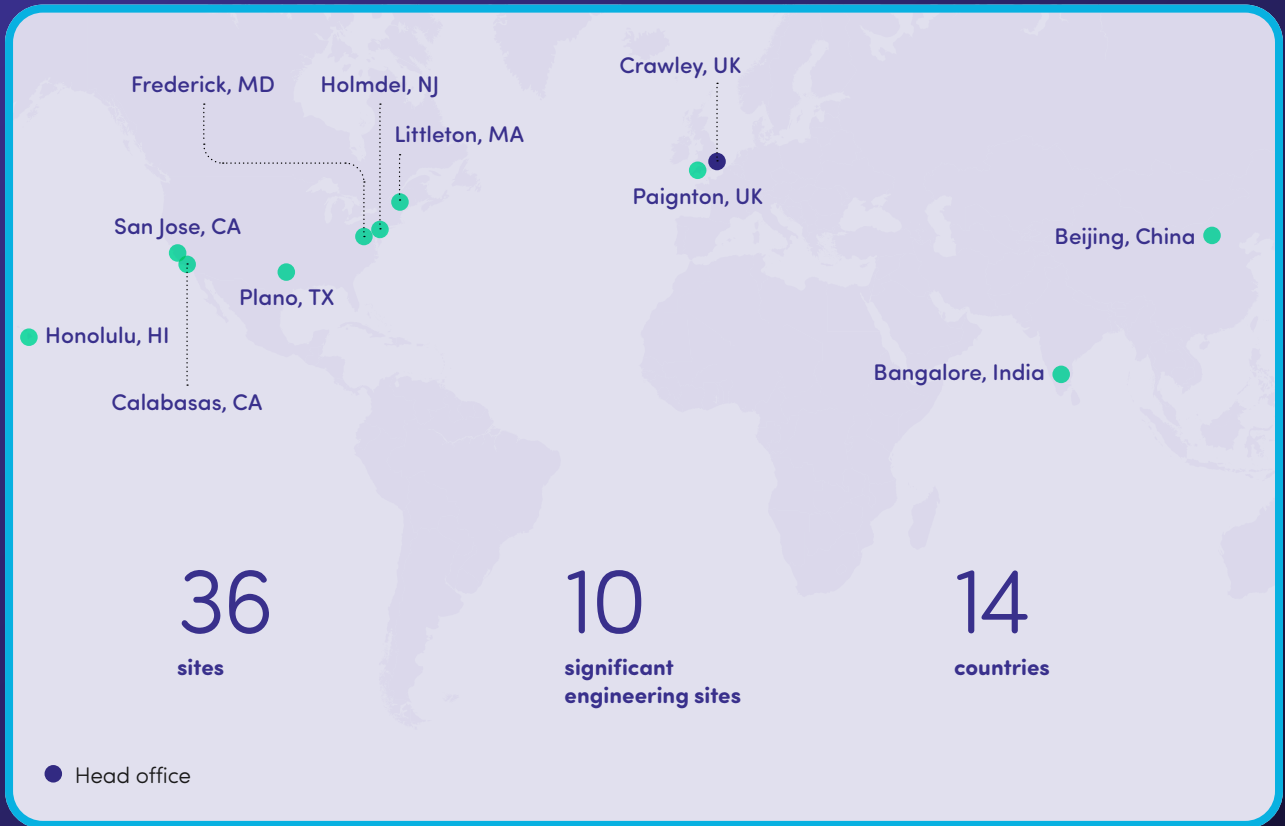 Crawley, UK
Frederick, MD
Holmdel, NJ
Littleton, MA
Paignton, UK
San Jose, CA
Beijing, China
Plano, TX
Honolulu, HI
Bangalore, India
Calabasas, CA
36
sites
10
significant
engineering sites
14
countries
Head office